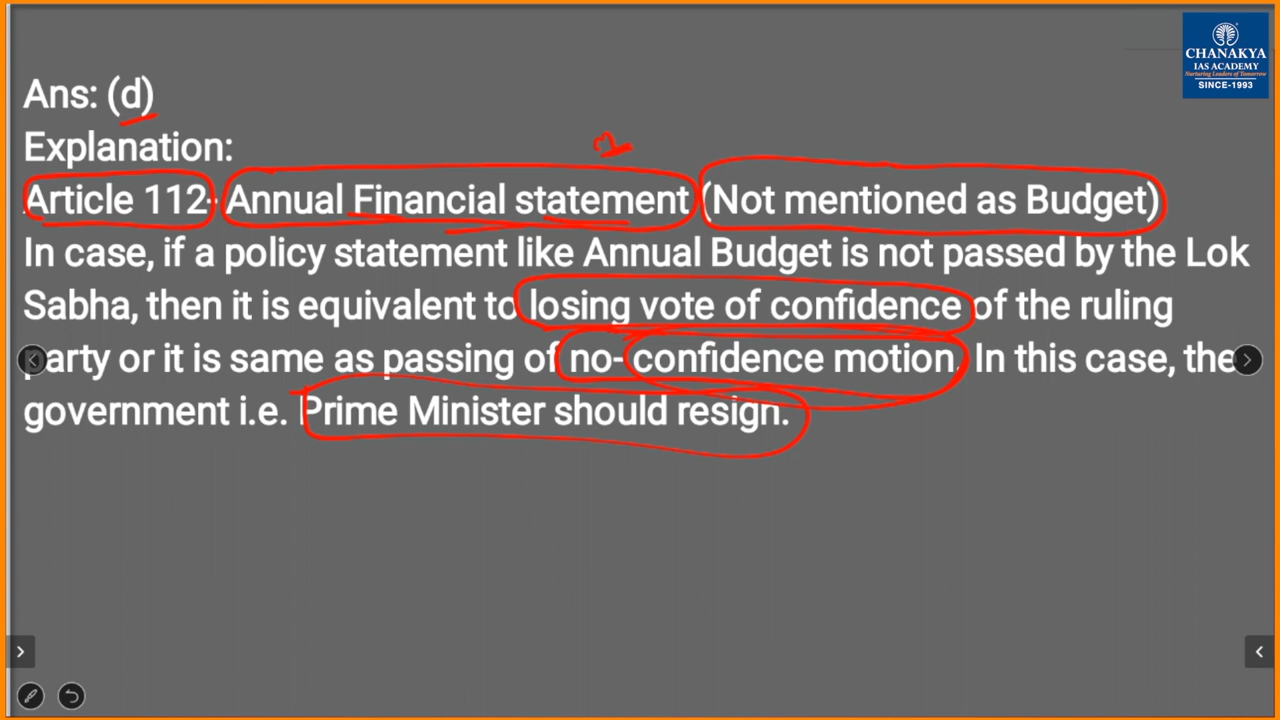 CHANAKYA
IAS ACADEMY
Nurturing Leaders of Tomorrow
SINCE-1993
Ans: (d)
Explanation:
Article 112- Annual Financial statement (Not mentioned as Budget)
In case, if a policy statement like Annual Budget is not passed by the Lok
Sabha, then it is equivalent to losing vote of confidence of the ruling
party or it is same as passing of no-confidence motion. In this case, the
government i.e. Prime Minister should resign.